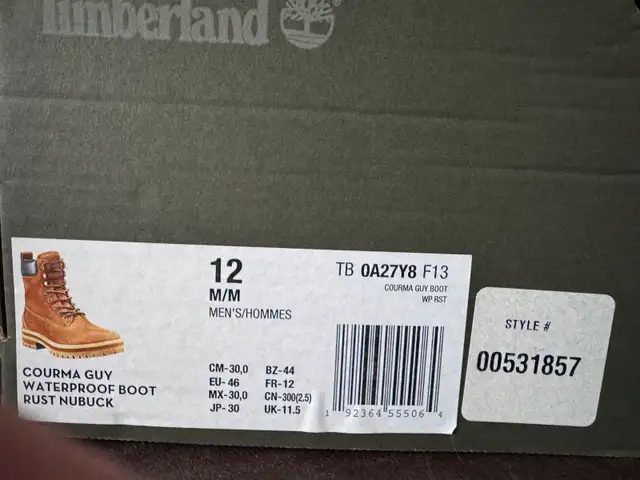 Timberland
12
M/M
MEN'S/HOMMES
TB 0A27Y8 F13
COURMA GUY BOOT
WP RST
COURMA GUY
WATERPROOF BOOT
RUST NUBUCK
CM-30,0 BZ-44
EU- 46 FR-12
MX-30,0 CN-300(2.5)
JP- 30 UK-11.5
1 92364 55506 4
STYLE #
00531857